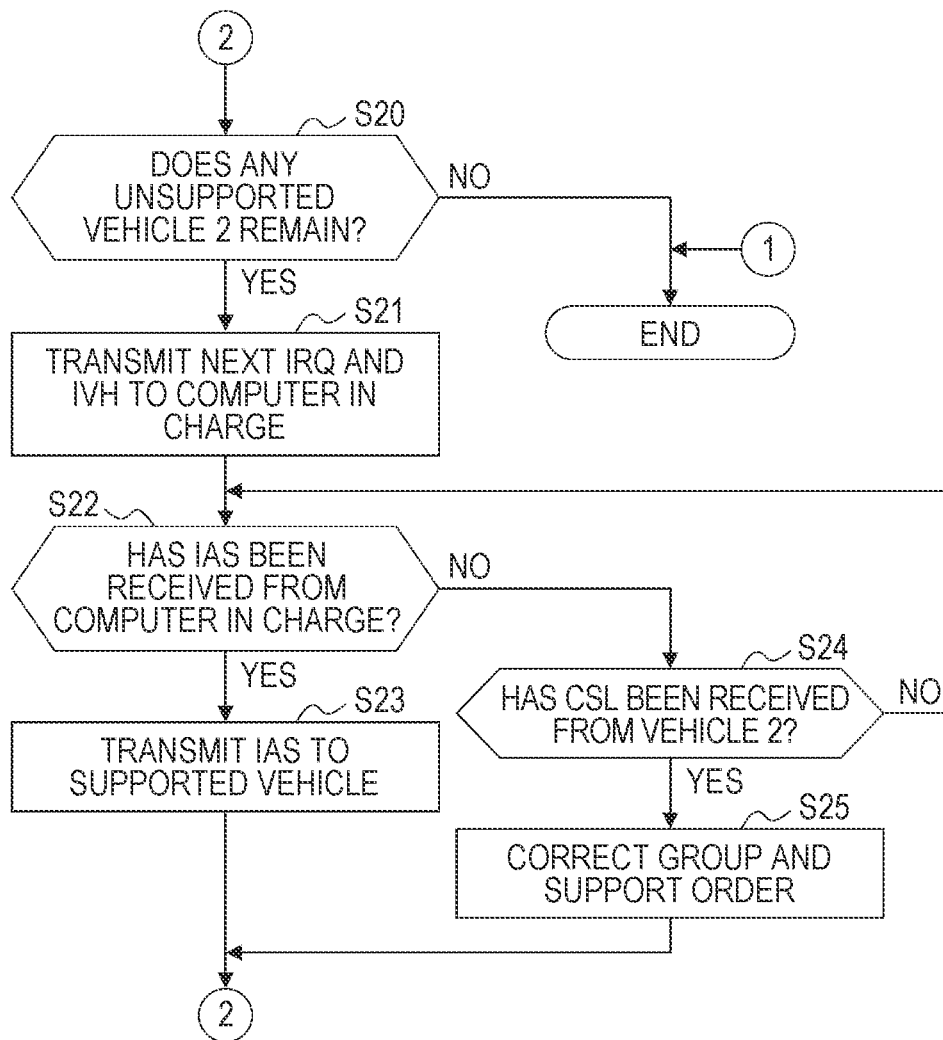 2
S20
DOES ANY
UNSUPPORTED
VEHICLE 2 REMAIN?
NO
1
YES
END
S21
TRANSMIT NEXT IRQ AND
IVH TO COMPUTER IN
CHARGE
S22
HAS IAS BEEN
RECEIVED FROM
COMPUTER IN CHARGE?
NO
YES
S24
HAS CSL BEEN RECEIVED
FROM VEHICLE 2?
NO
S23
TRANSMIT IAS TO
SUPPORTED VEHICLE
YES
S25
CORRECT GROUP AND
SUPPORT ORDER
2